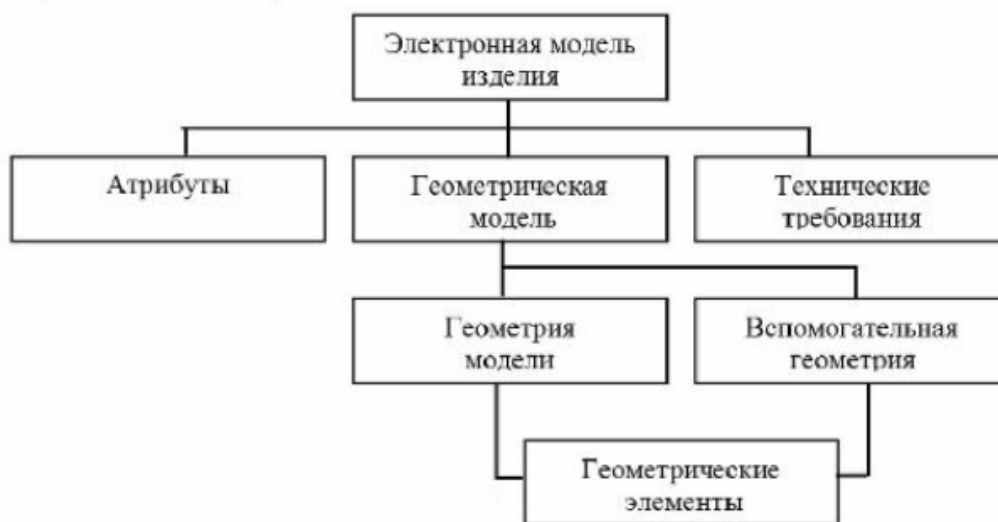 Электронная модель
изделия
Атрибуты
Геометрическая
модель
Технические
требования
Геометрия
модели
Вспомогательная
геометрия
Геометрические
элементы